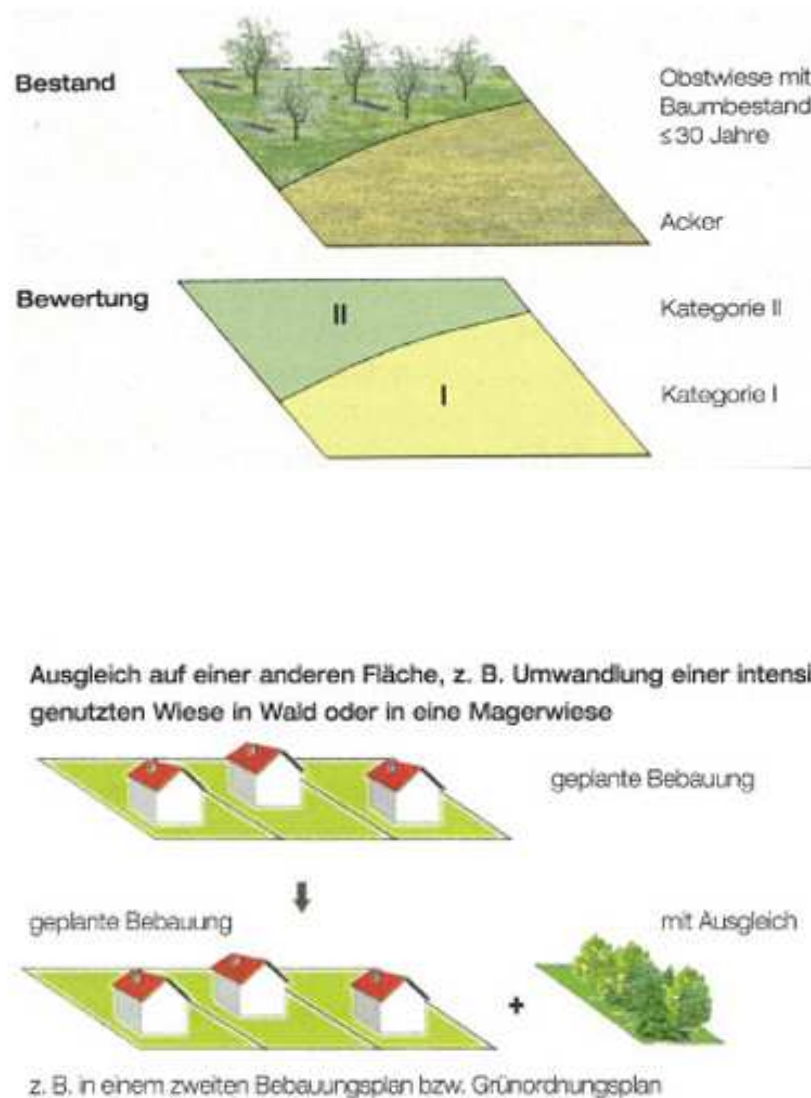 Bestand
Obstwiese mit
Baumbestand
≤ 30 Jahre
Acker
Bewertung
II
Kategorie II
I
Kategorie I
Ausgleich auf einer anderen Fläche, z. B. Umwandlung einer intensi
genutzten Wiese in Wald oder in eine Magerwiese
geplante Bebauung
geplante Bebauung
mit Ausgleich
+
z. B. in einem zweiten Bebauungsplan bzw. Grünordnungsplan